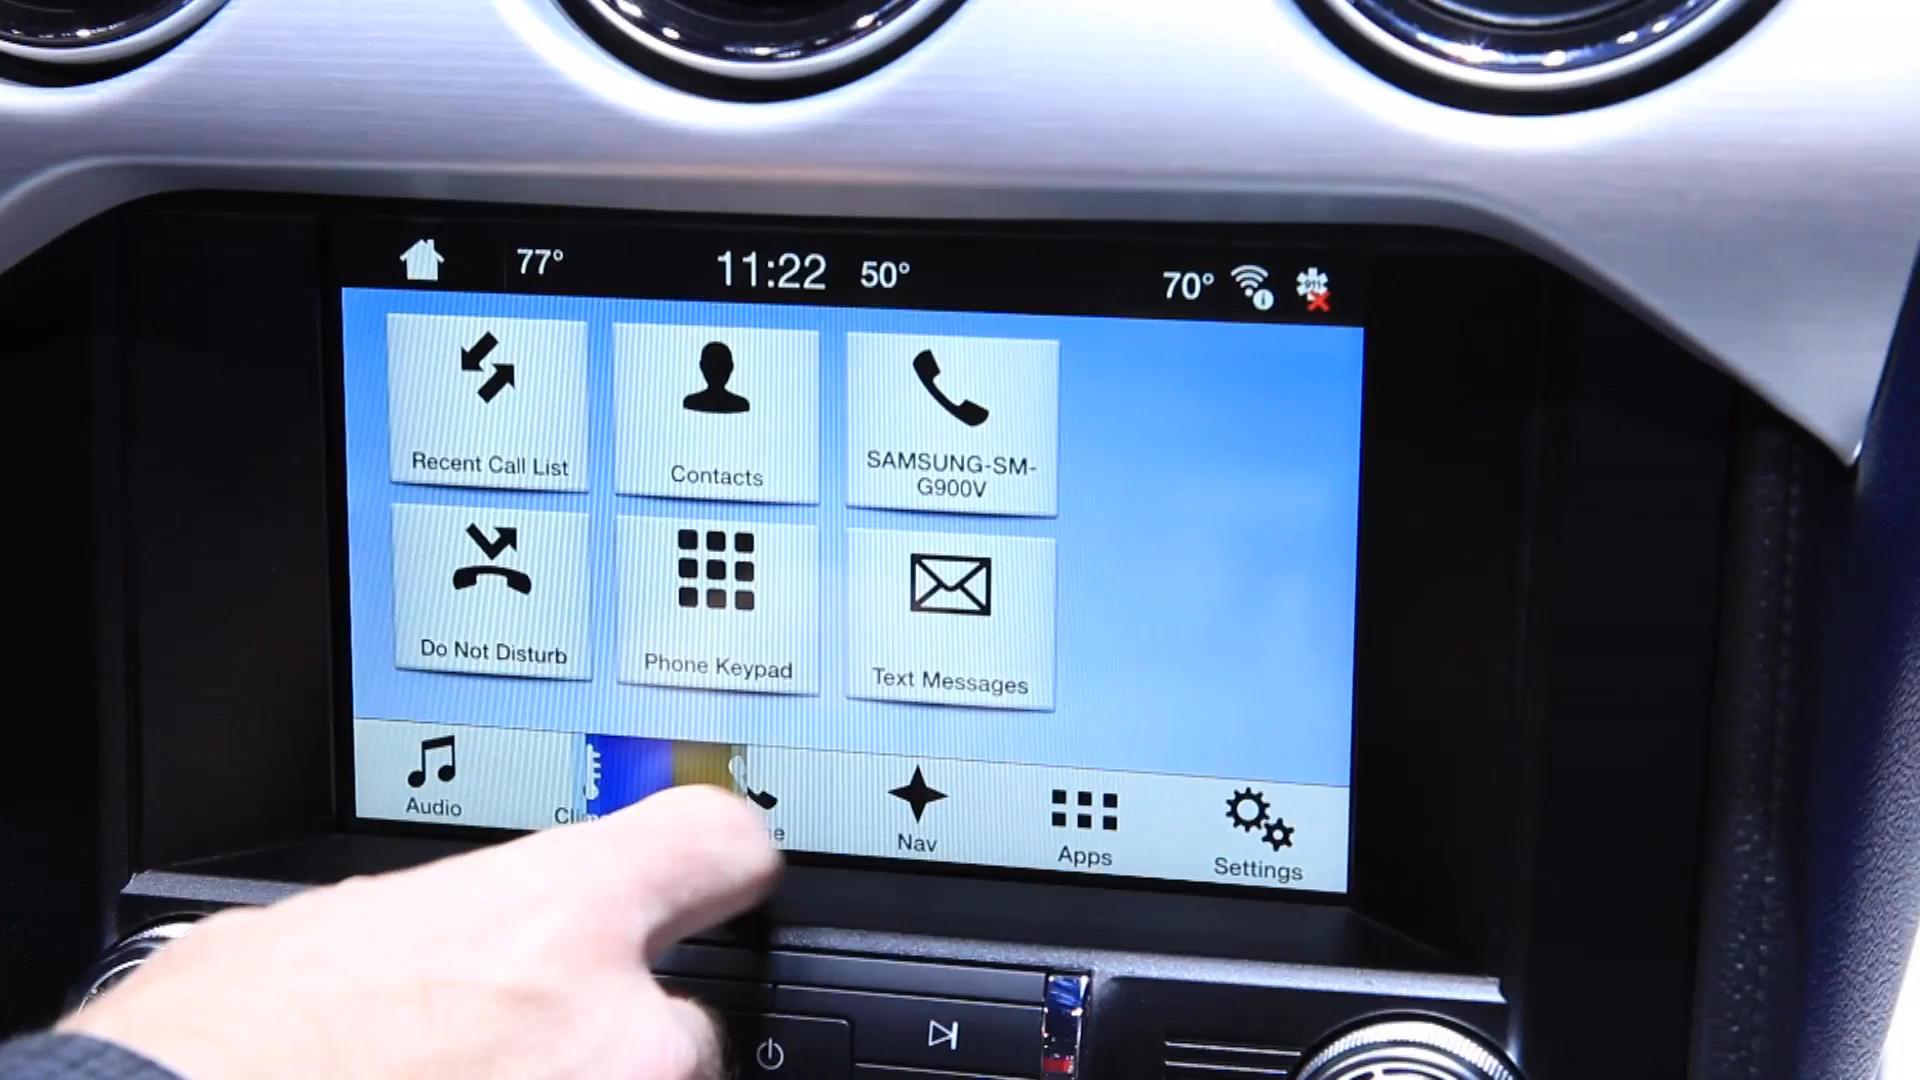 77° 11:22 50° 70°
911
Recent Call List
Contacts
SAMSUNG-SM-
G900V
Do Not Disturb
Phone Keypad
Text Messages
Audio
Nav
Apps
Settings